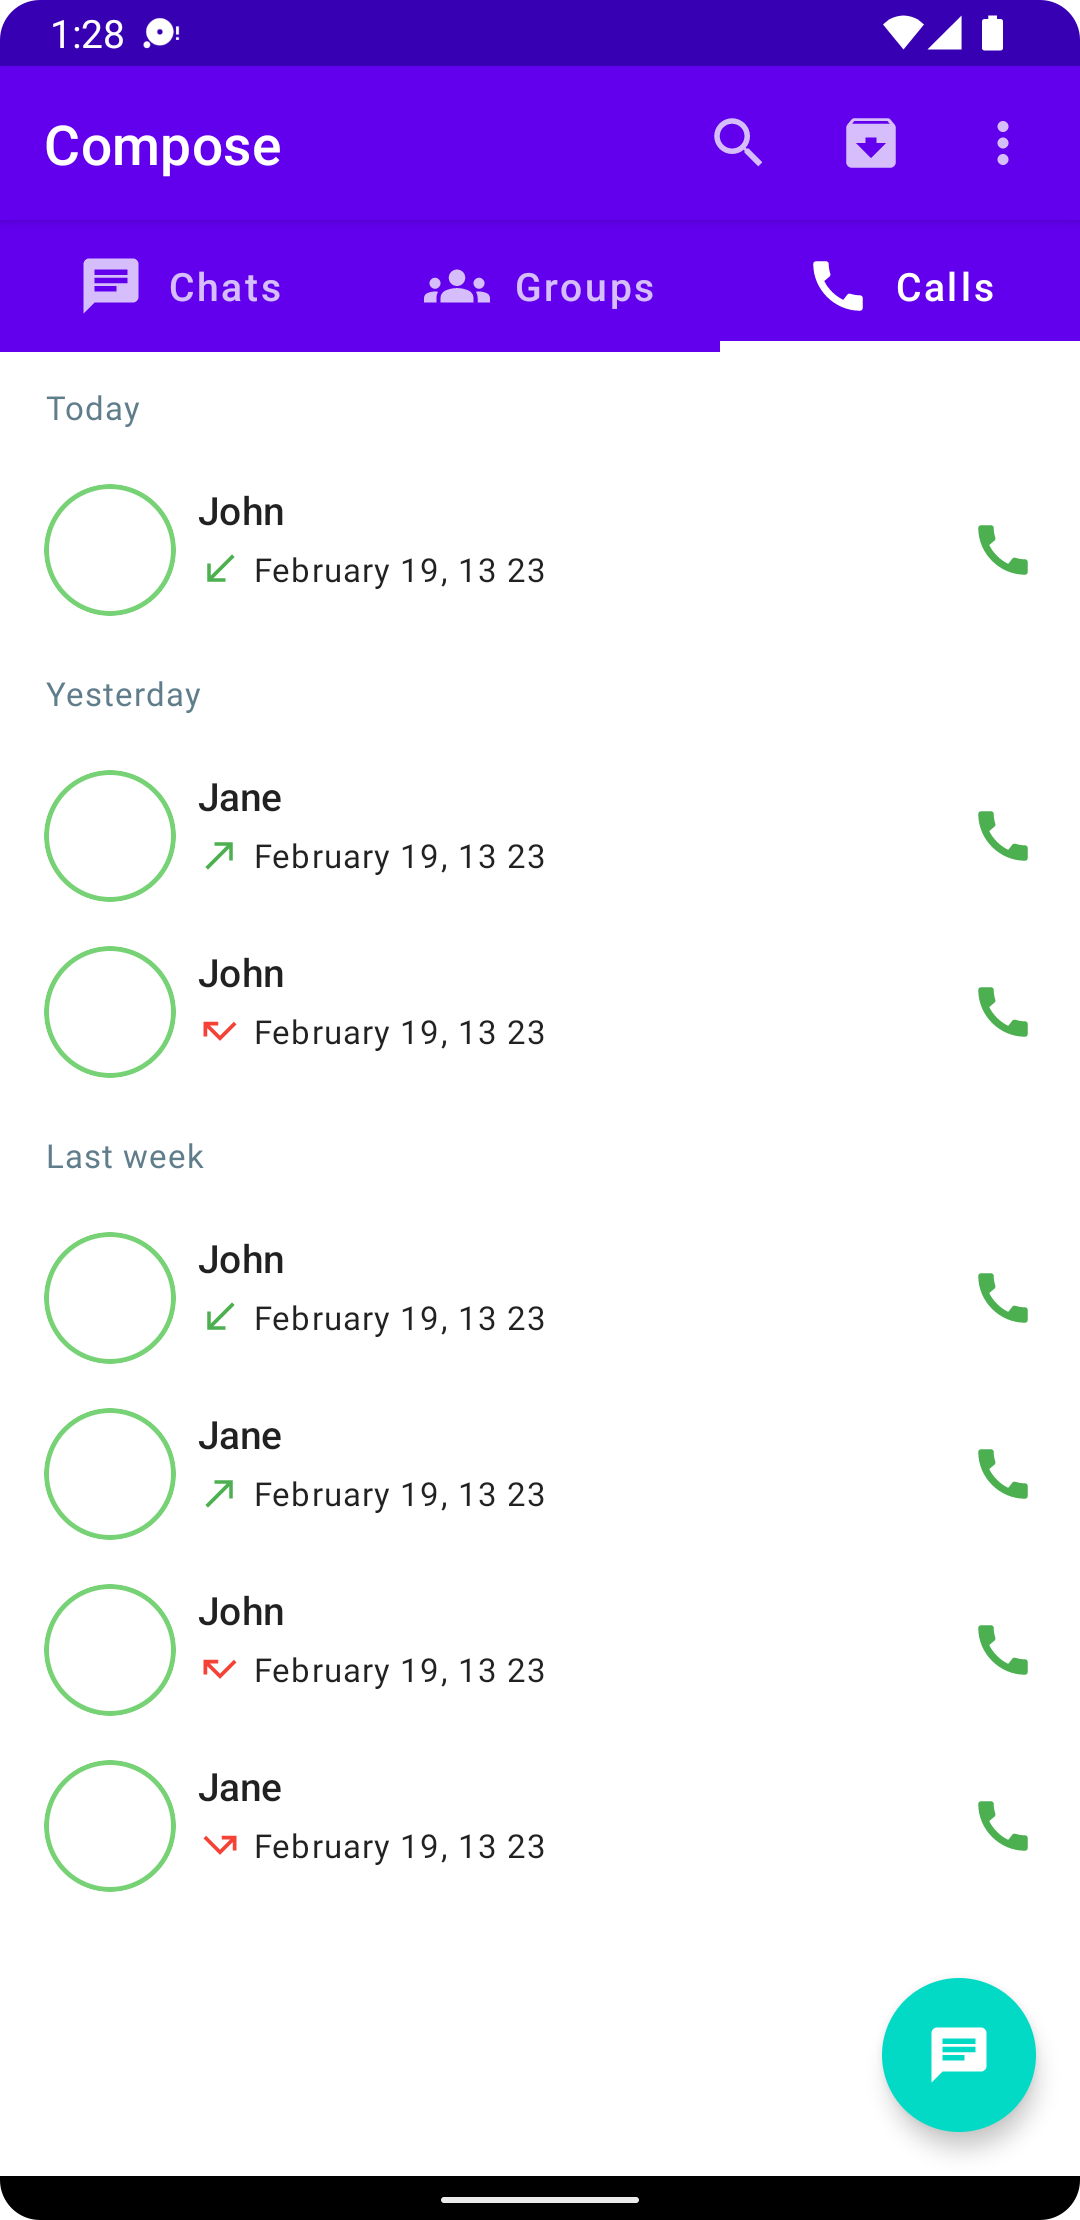 1:28
Compose
Chats Groups Calls
Today
John
February 19, 13 23
Yesterday
Jane
February 19, 13 23
John
February 19, 13 23
Last week
John
February 19, 13 23
Jane
February 19, 13 23
John
February 19, 13 23
Jane
February 19, 13 23